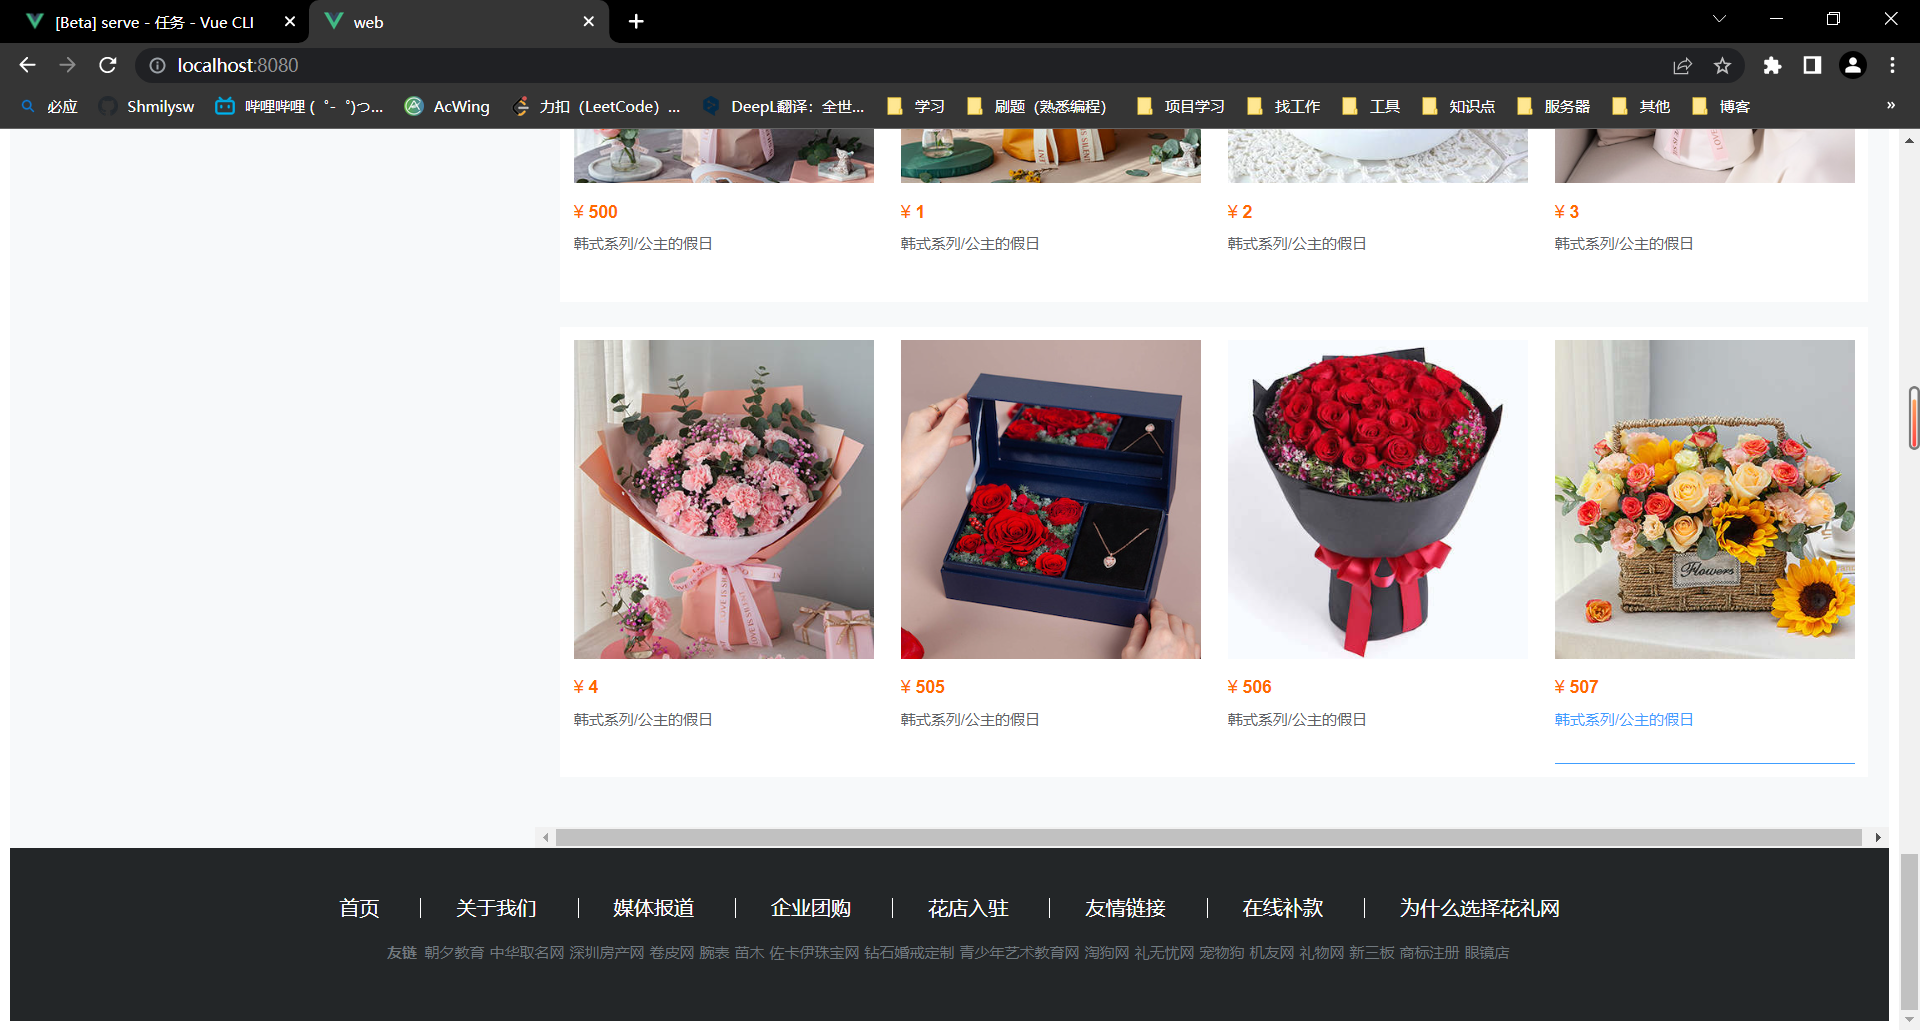 [Beta] serve - 任务 - Vue CLI
web
localhost:8080
必应 Shmilysw 哔哩哔哩 (゜-゜)つ... AcWing 力扣（LeetCode）... DeepL翻译：全世... 学习 刷题（熟悉编程） 项目学习 找工作 工具 知识点 服务器 其他 博客 »
¥ 500 ¥ 1 ¥ 2 ¥ 3
韩式系列/公主的假日 韩式系列/公主的假日 韩式系列/公主的假日 韩式系列/公主的假日
Flowers
¥ 4 ¥ 505 ¥ 506 ¥ 507
韩式系列/公主的假日 韩式系列/公主的假日 韩式系列/公主的假日 韩式系列/公主的假日
首页 关于我们 媒体报道 企业团购 花店入驻 友情链接 在线补款 为什么选择花礼网
友链 朝夕教育 中华取名网 深圳房产网 卷皮网 腕表 苗木 佐卡伊珠宝网 钻石婚戒定制 青少年艺术教育网 淘狗网 礼无忧网 宠物狗 机友网 礼物网 新三板 商标注册 眼镜店